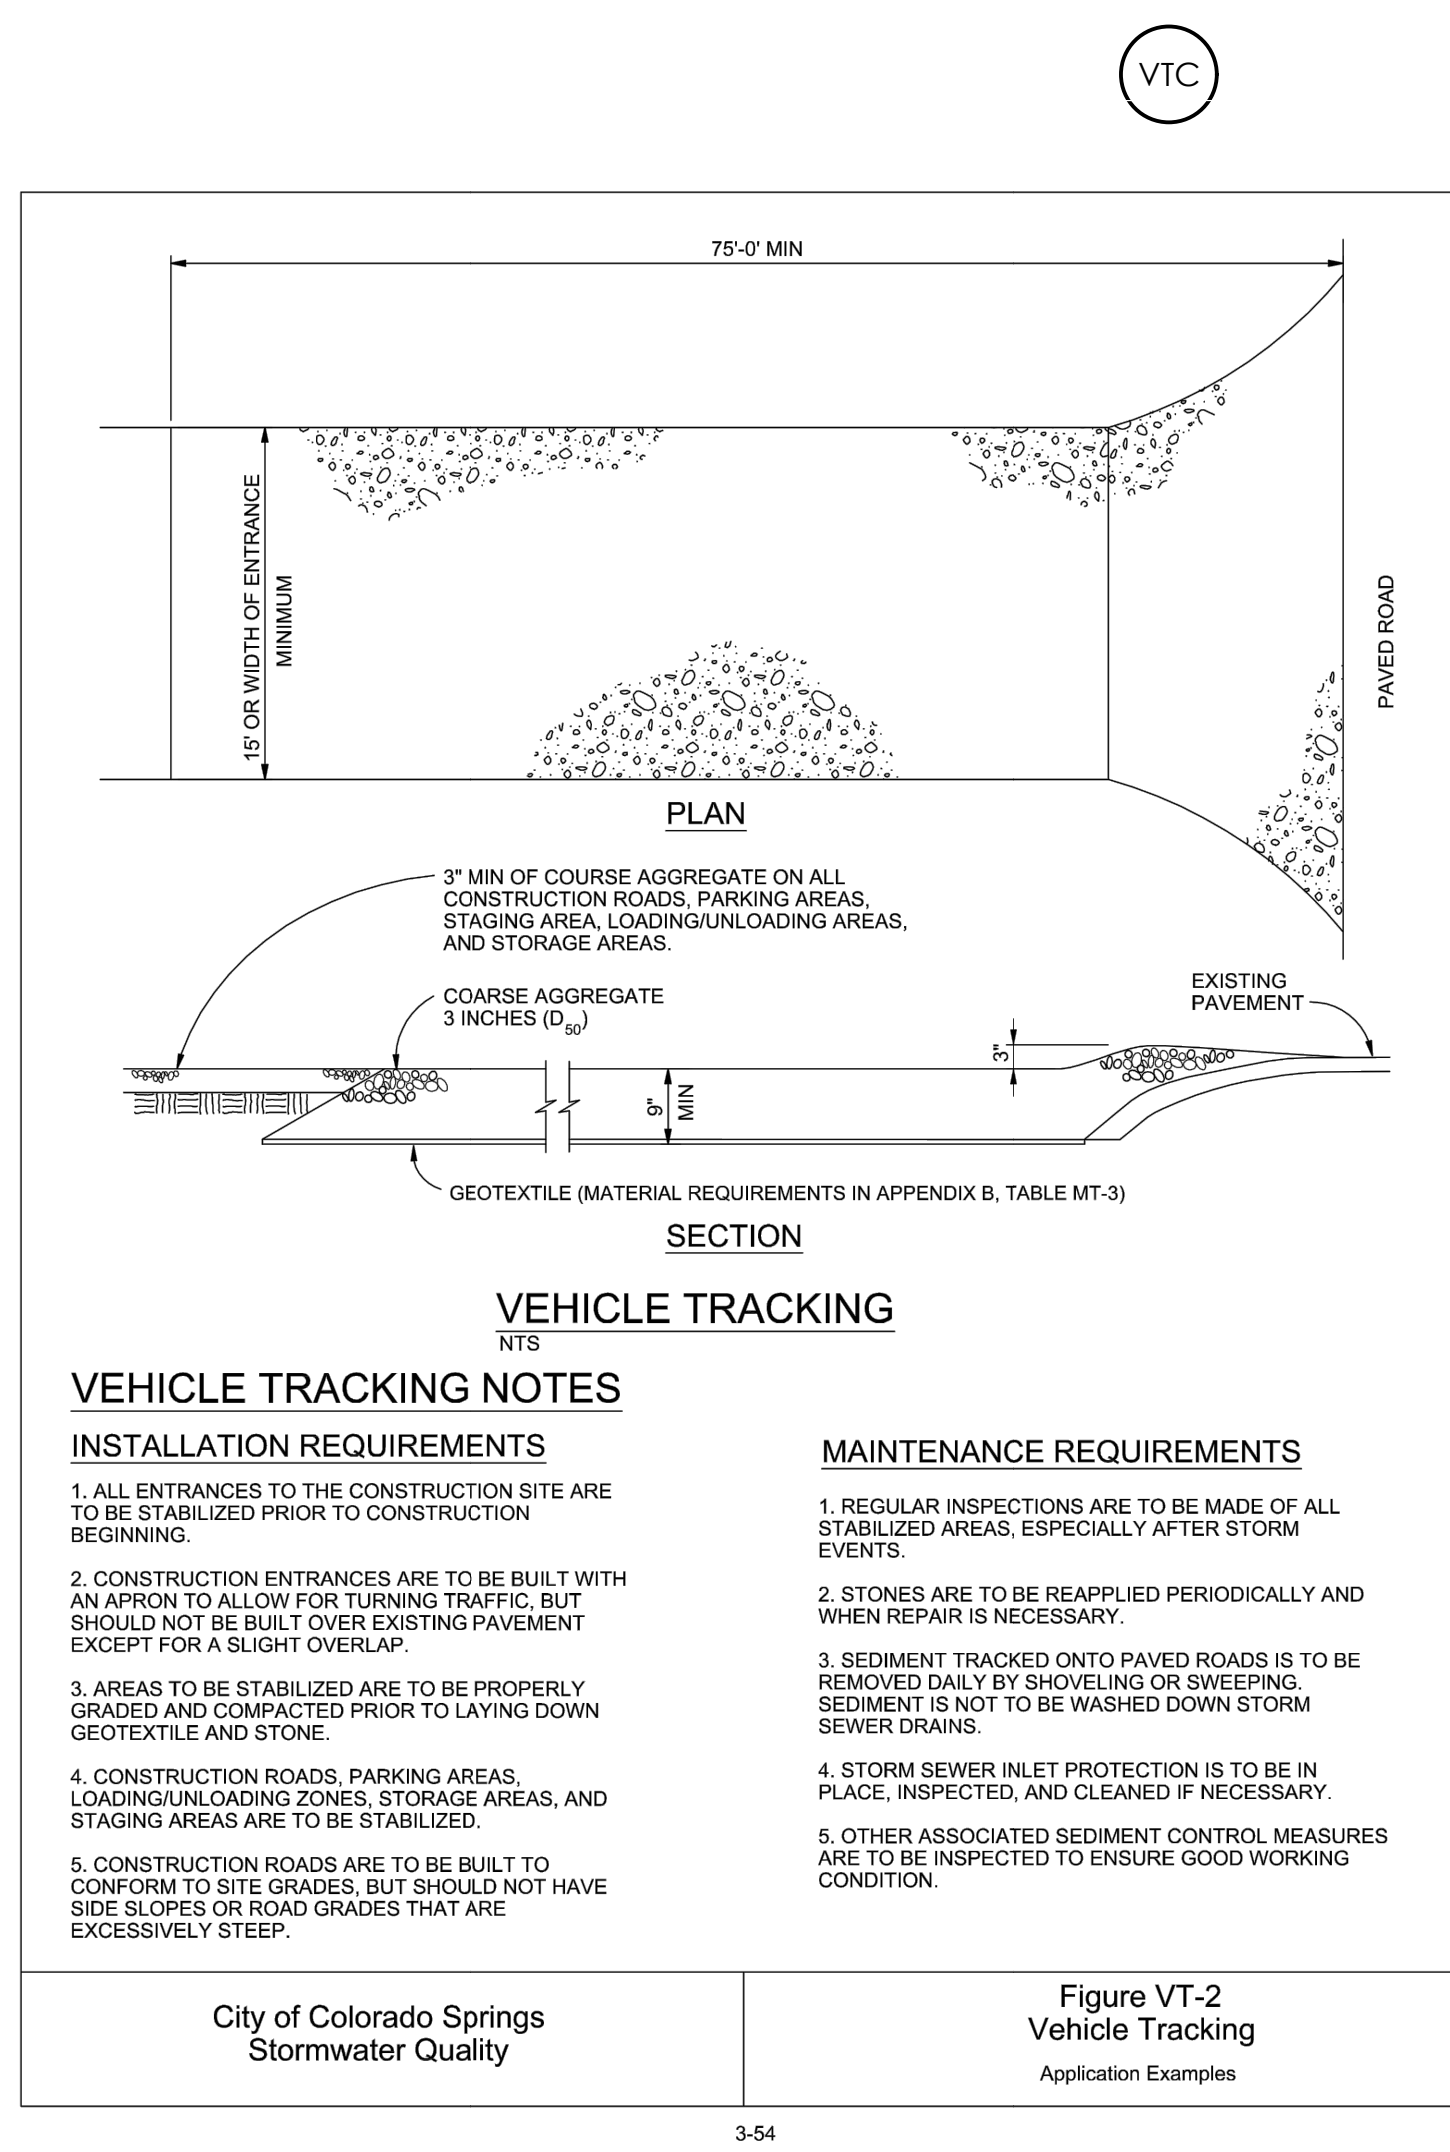 VTC
75'-0' MIN
15' OR WIDTH OF ENTRANCE
MINIMUM
PAVED ROAD
PLAN
3" MIN OF COURSE AGGREGATE ON ALL
CONSTRUCTION ROADS, PARKING AREAS,
STAGING AREA, LOADING/UNLOADING AREAS,
AND STORAGE AREAS.
COARSE AGGREGATE
3 INCHES (D50)
EXISTING
PAVEMENT
3"
9"
MIN
GEOTEXTILE (MATERIAL REQUIREMENTS IN APPENDIX B, TABLE MT-3)
SECTION
VEHICLE TRACKING
NTS
VEHICLE TRACKING NOTES
INSTALLATION REQUIREMENTS
1. ALL ENTRANCES TO THE CONSTRUCTION SITE ARE
TO BE STABILIZED PRIOR TO CONSTRUCTION
BEGINNING.
2. CONSTRUCTION ENTRANCES ARE TO BE BUILT WITH
AN APRON TO ALLOW FOR TURNING TRAFFIC, BUT
SHOULD NOT BE BUILT OVER EXISTING PAVEMENT
EXCEPT FOR A SLIGHT OVERLAP.
3. AREAS TO BE STABILIZED ARE TO BE PROPERLY
GRADED AND COMPACTED PRIOR TO LAYING DOWN
GEOTEXTILE AND STONE.
4. CONSTRUCTION ROADS, PARKING AREAS,
LOADING/UNLOADING ZONES, STORAGE AREAS, AND
STAGING AREAS ARE TO BE STABILIZED.
5. CONSTRUCTION ROADS ARE TO BE BUILT TO
CONFORM TO SITE GRADES, BUT SHOULD NOT HAVE
SIDE SLOPES OR ROAD GRADES THAT ARE
EXCESSIVELY STEEP.
MAINTENANCE REQUIREMENTS
1. REGULAR INSPECTIONS ARE TO BE MADE OF ALL
STABILIZED AREAS, ESPECIALLY AFTER STORM
EVENTS.
2. STONES ARE TO BE REAPPLIED PERIODICALLY AND
WHEN REPAIR IS NECESSARY.
3. SEDIMENT TRACKED ONTO PAVED ROADS IS TO BE
REMOVED DAILY BY SHOVELING OR SWEEPING.
SEDIMENT IS NOT TO BE WASHED DOWN STORM
SEWER DRAINS.
4. STORM SEWER INLET PROTECTION IS TO BE IN
PLACE, INSPECTED, AND CLEANED IF NECESSARY.
5. OTHER ASSOCIATED SEDIMENT CONTROL MEASURES
ARE TO BE INSPECTED TO ENSURE GOOD WORKING
CONDITION.
City of Colorado Springs
Stormwater Quality
Figure VT-2
Vehicle Tracking
Application Examples
3-54